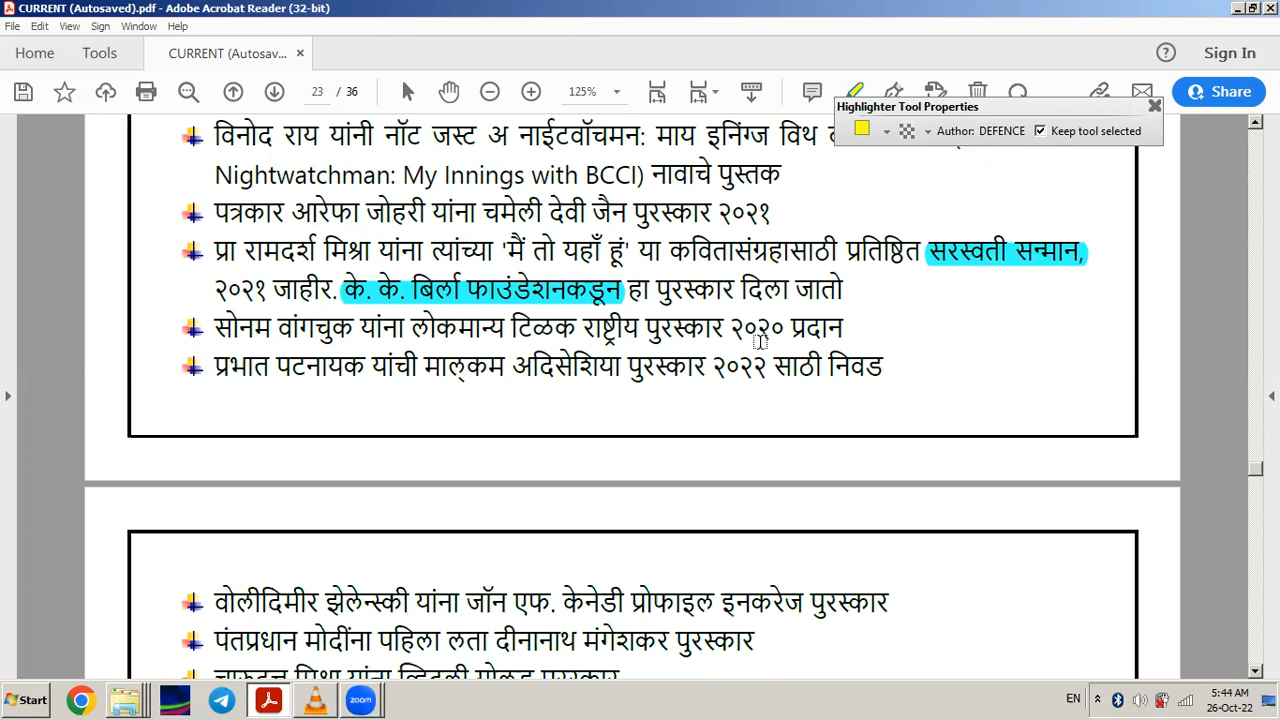 CURRENT (Autosaved).pdf - Adobe Acrobat Reader (32-bit)
File Edit View Sign Window Help
Home Tools CURRENT (Autosav... × Sign In
23 / 36 125% Share
Highlighter Tool Properties
Author: DEFENCE Keep tool selected
विनोद राय यांनी नॉट जस्ट अ नाईटवॉचमन: माय इनिंग्ज विथ
Nightwatchman: My Innings with BCCI) नावाचे पुस्तक
पत्रकार आरेफा जोहरी यांना चमेली देवी जैन पुरस्कार २०२१
प्रा रामदर्श मिश्रा यांना त्यांच्या 'मैं तो यहाँ हूं' या कवितासंग्रहासाठी प्रतिष्ठित सरस्वती सन्मान,
२०२१ जाहीर. के. के. बिर्ला फाउंडेशनकडून हा पुरस्कार दिला जातो
सोनम वांगचुक यांना लोकमान्य टिळक राष्ट्रीय पुरस्कार २०२० प्रदान
प्रभात पटनायक यांची माल्कम अदिसेशिया पुरस्कार २०२२ साठी निवड
वोलीदिमीर झेलेन्स्की यांना जॉन एफ. केनेडी प्रोफाइल इनकरेज पुरस्कार
पंतप्रधान मोदींना पहिला लता दीनानाथ मंगेशकर पुरस्कार
Start zoom EN 5:44 AM
26-Oct-22